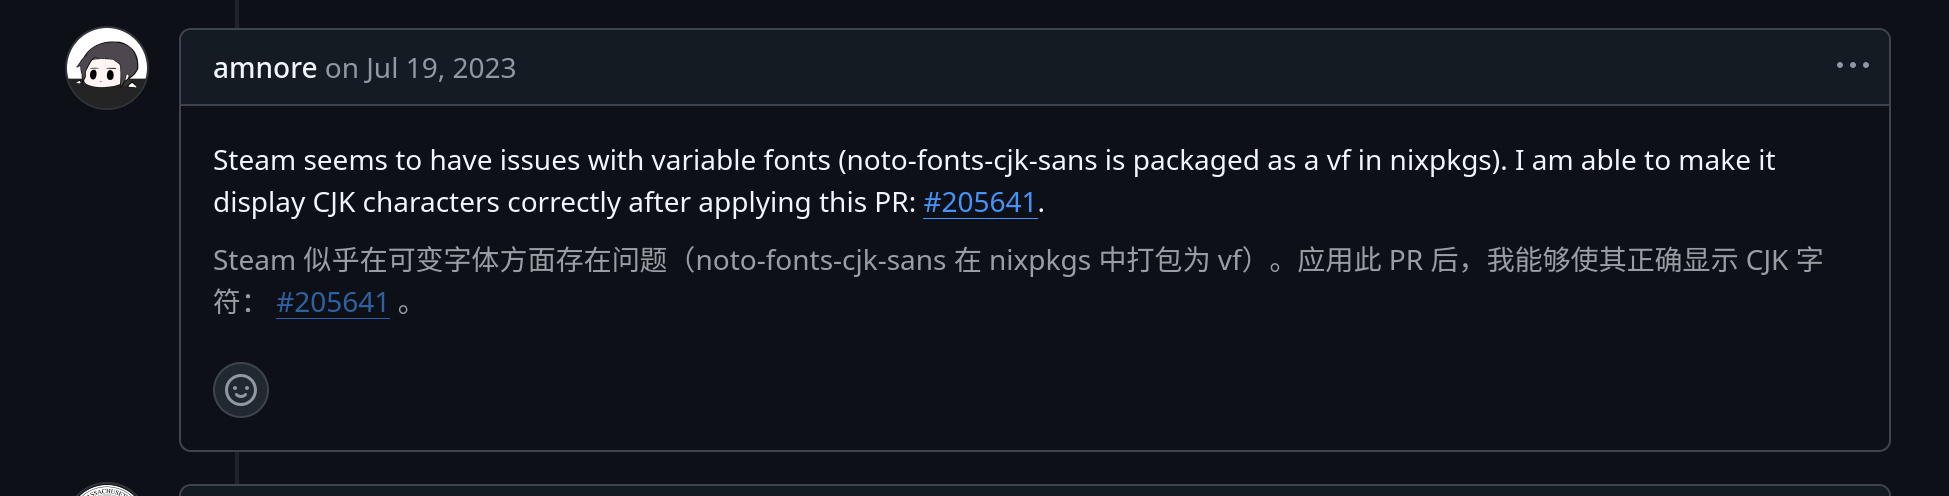 amnore on Jul 19, 2023
Steam seems to have issues with variable fonts (noto-fonts-cjk-sans is packaged as a vf in nixpkgs). I am able to make it
display CJK characters correctly after applying this PR: #205641.
Steam 似乎在可变字体方面存在问题（noto-fonts-cjk-sans 在 nixpkgs 中打包为 vf）。应用此 PR 后，我能够使其正确显示 CJK 字
符： #205641 。